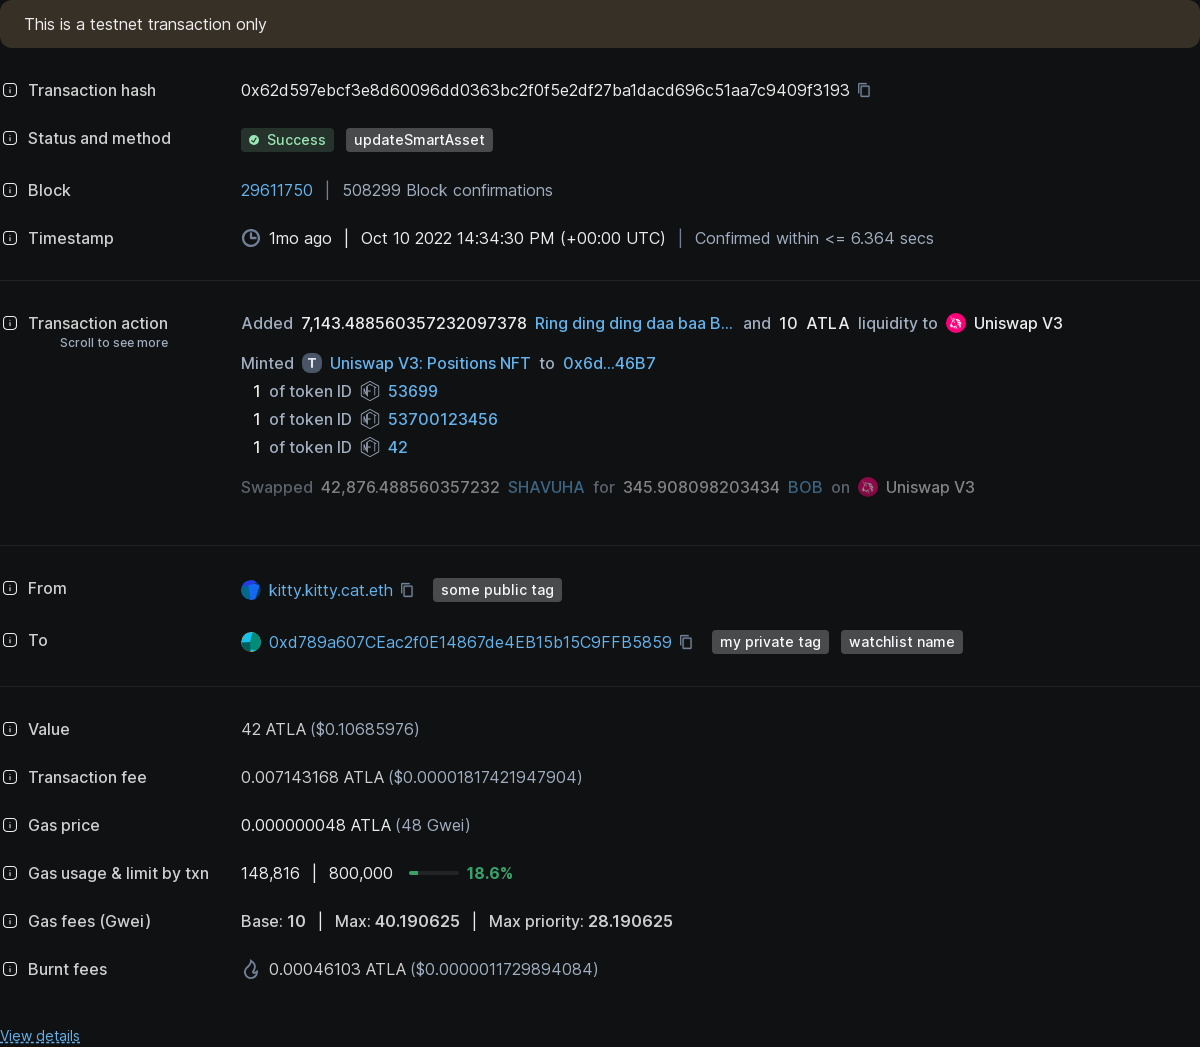 This is a testnet transaction only
Transaction hash 0x62d597ebcf3e8d60096dd0363bc2f0f5e2df27ba1dacd696c51aa7c9409f3193
Status and method Success updateSmartAsset
Block 29611750 | 508299 Block confirmations
Timestamp 1mo ago | Oct 10 2022 14:34:30 PM (+00:00 UTC) | Confirmed within <= 6.364 secs
Transaction action Added 7,143.488560357232097378 Ring ding ding daa baa B... and 10 ATLA liquidity to Uniswap V3
Scroll to see more
Minted T Uniswap V3: Positions NFT to 0x6d...46B7
1 of token ID NFT 53699
1 of token ID NFT 53700123456
1 of token ID NFT 42
Swapped 42,876.488560357232 SHAVUHA for 345.908098203434 BOB on Uniswap V3
From kitty.kitty.cat.eth some public tag
To 0xd789a607CEac2f0E14867de4EB15b15C9FFB5859 my private tag watchlist name
Value 42 ATLA ($0.10685976)
Transaction fee 0.007143168 ATLA ($0.00001817421947904)
Gas price 0.000000048 ATLA (48 Gwei)
Gas usage & limit by txn 148,816 | 800,000 18.6%
Gas fees (Gwei) Base: 10 | Max: 40.190625 | Max priority: 28.190625
Burnt fees 0.00046103 ATLA ($0.0000011729894084)
View details